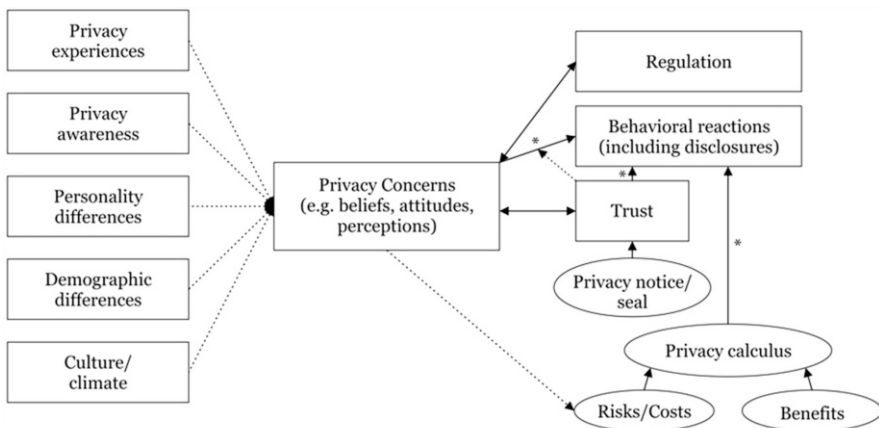 Privacy
experiences
Privacy
awareness
Personality
differences
Demographic
differences
Culture/
climate
Privacy Concerns
(e.g. beliefs, attitudes,
perceptions)
Regulation
*
Behavioral reactions
(including disclosures)
*
Trust
*
Privacy notice/
seal
Privacy calculus
Risks/Costs
Benefits